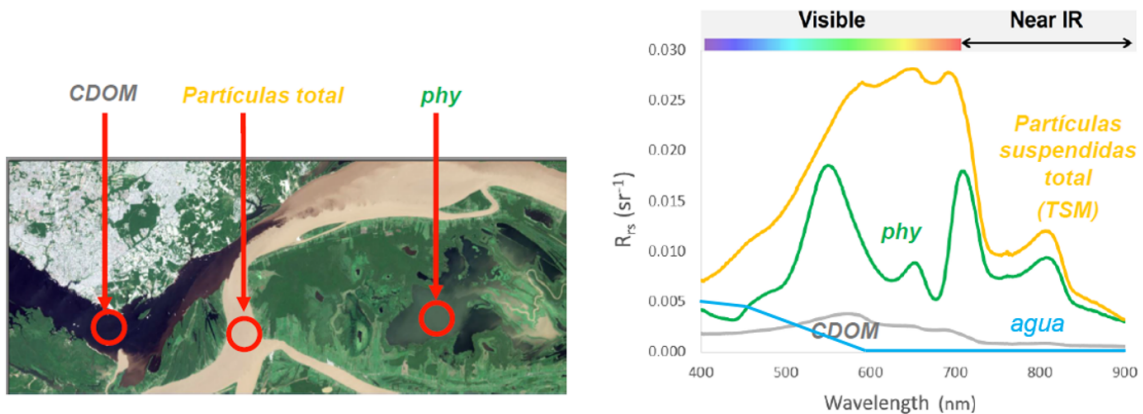 CDOM
Partículas total
phy
Visible
Near IR
0.030
0.025
0.020
0.015
0.010
0.005
0.000
Rrs (sr⁻¹)
Partículas
suspendidas
total
(TSM)
phy
CDOM
agua
400
500
600
700
800
900
Wavelength (nm)